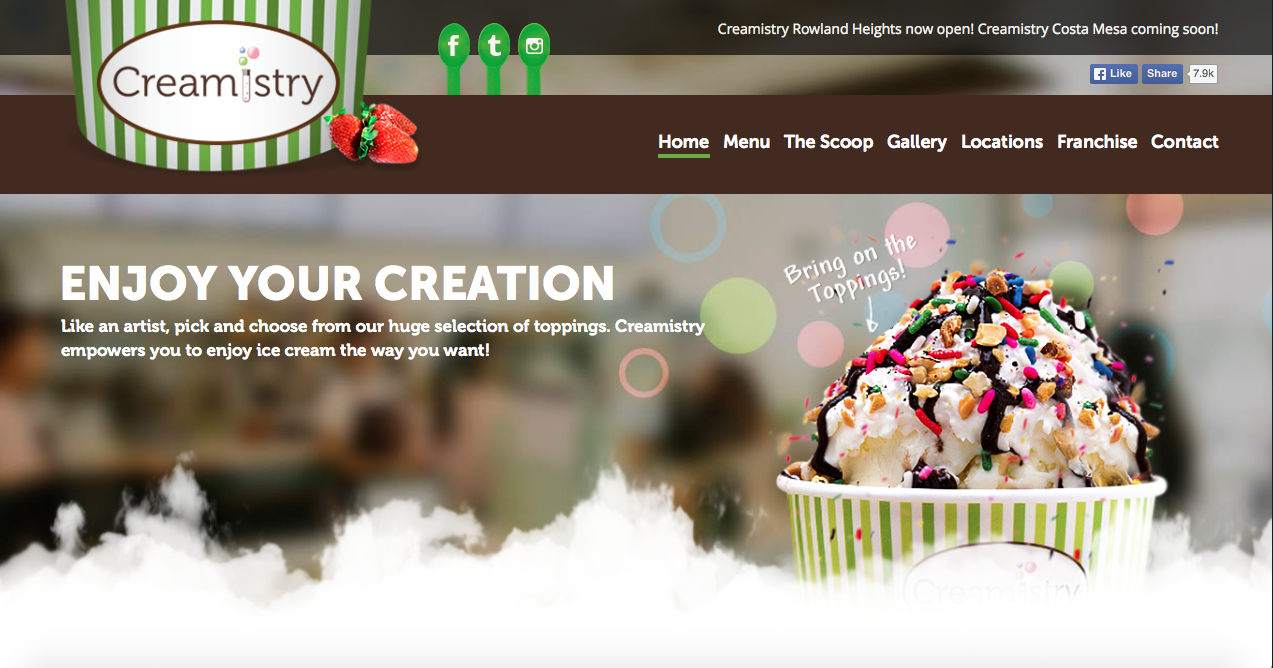 Creamistry
f t
Creamistry Rowland Heights now open! Creamistry Costa Mesa coming soon!
f Like Share 7.9k
Home Menu The Scoop Gallery Locations Franchise Contact
ENJOY YOUR CREATION
Like an artist, pick and choose from our huge selection of toppings. Creamistry
empowers you to enjoy ice cream the way you want!
Bring on the
Toppings!
Creamistry